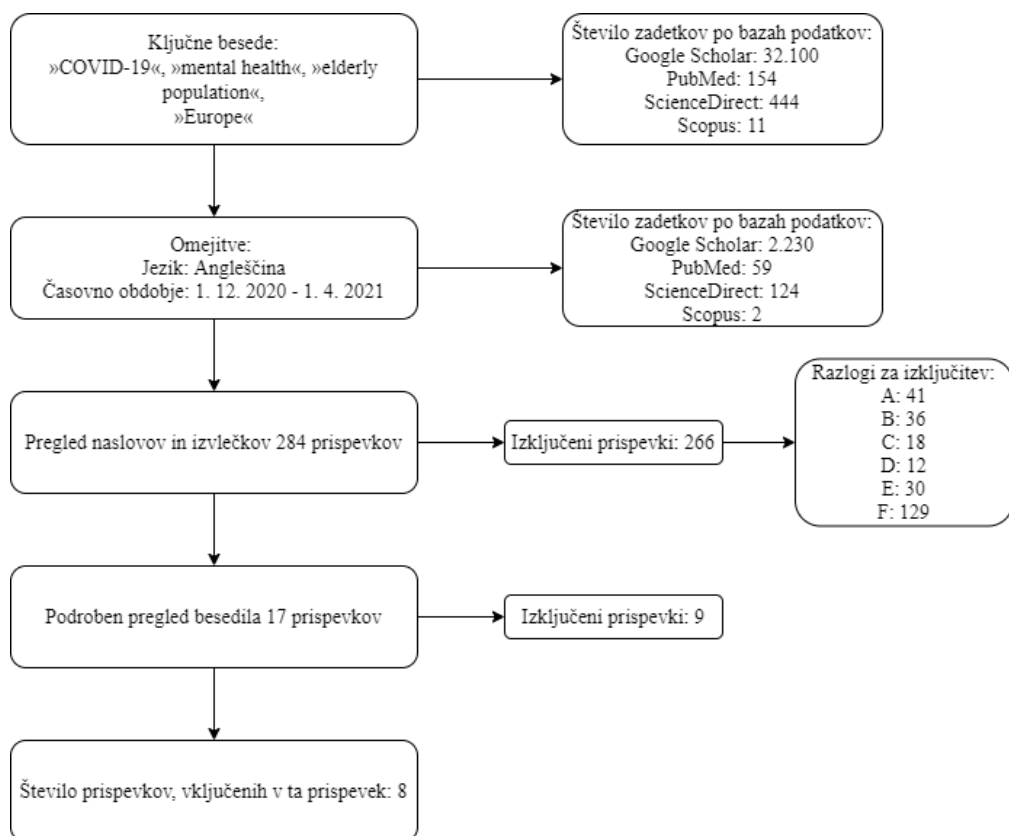 Ključne besede:
»COVID-19«, »mental health«, »elderly
population«,
»Europe«
Število zadetkov po bazah podatkov:
Google Scholar: 32.100
PubMed: 154
ScienceDirect: 444
Scopus: 11
Omejitve:
Jezik: Angleščina
Časovno obdobje: 1. 12. 2020 - 1. 4. 2021
Število zadetkov po bazah podatkov:
Google Scholar: 2.230
PubMed: 59
ScienceDirect: 124
Scopus: 2
Pregled naslovov in izvlečkov 284 prispevkov
Izključeni prispevki: 266
Razlogi za izključitev:
A: 41
B: 36
C: 18
D: 12
E: 30
F: 129
Podroben pregled besedila 17 prispevkov
Izključeni prispevki: 9
Število prispevkov, vključenih v ta prispevek: 8